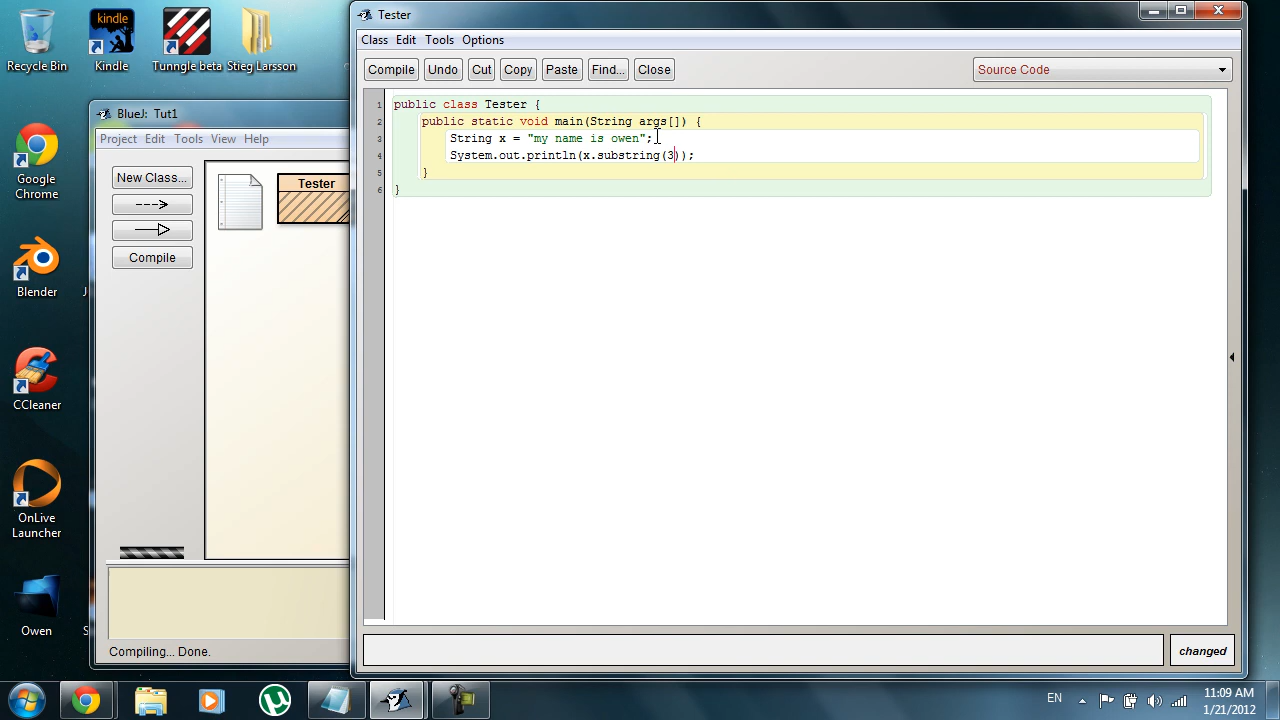 Recycle Bin
Kindle
Tunngle beta
Stieg Larsson
Google
Chrome
Blender
CCleaner
OnLive
Launcher
Owen
kindle
BlueJ: Tut1
Project Edit Tools View Help
New Class...
Compile
Tester
Compiling... Done.
Tester
Class Edit Tools Options
Compile Undo Cut Copy Paste Find... Close
Source Code
1 public class Tester {
2 public static void main(String args[]) {
3 String x = "my name is owen";
4 System.out.println(x.substring(3));
5 }
6 }
changed
EN
11:09 AM
1/21/2012